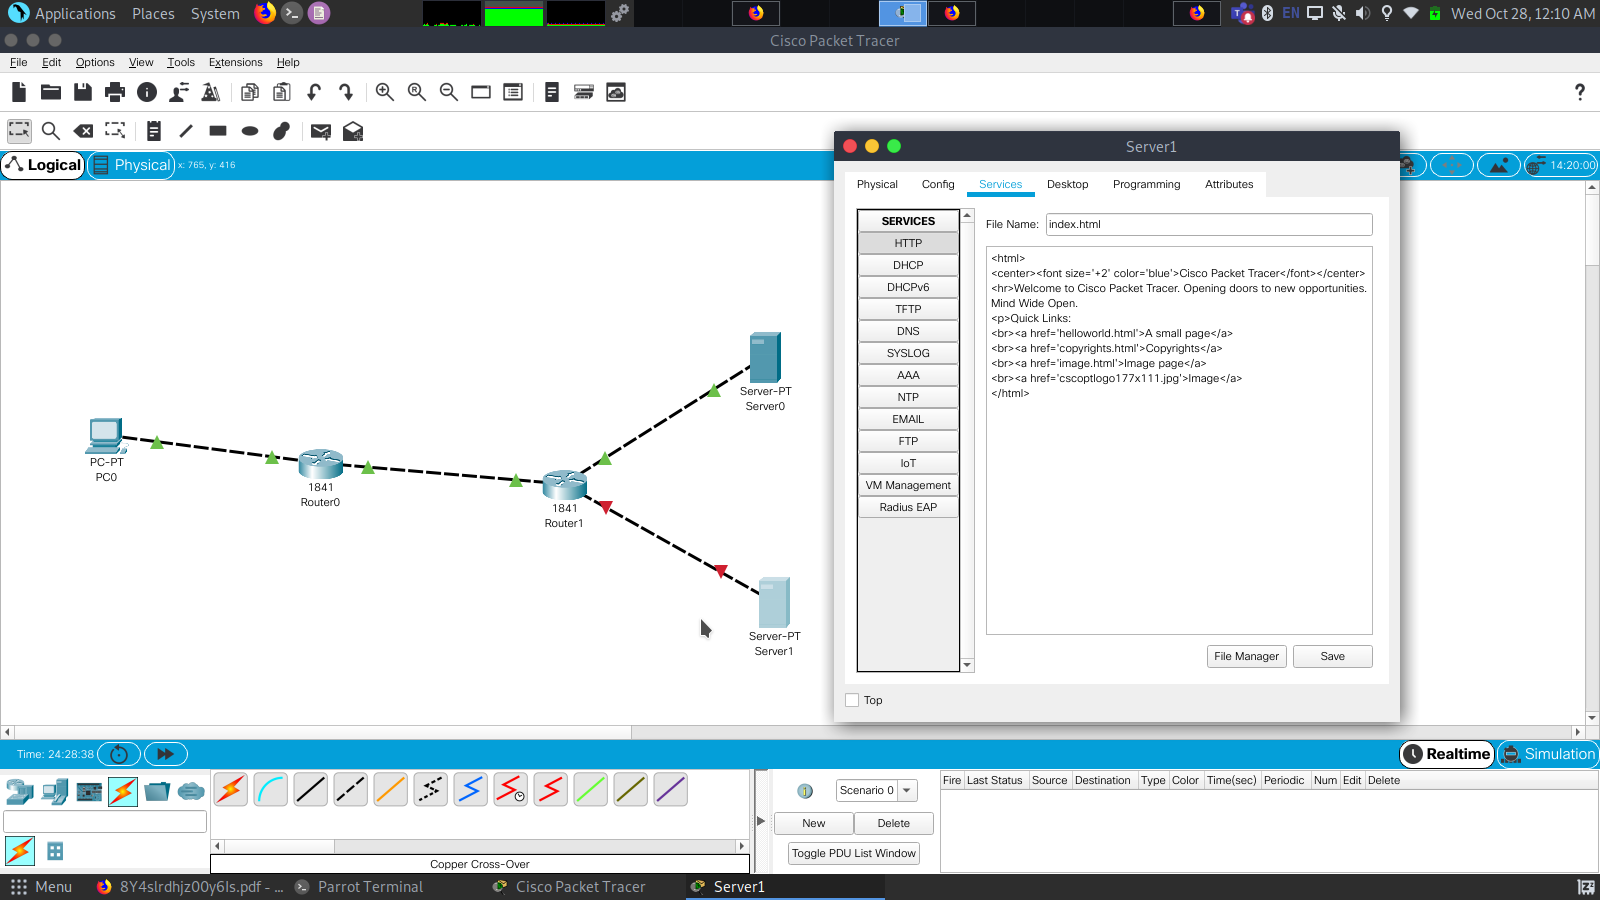 Applications Places System EN Wed Oct 28, 12:10 AM
Cisco Packet Tracer
File Edit Options View Tools Extensions Help
?
Logical Physical x: 765, y: 416 14:20:00
Server1
Physical Config Services Desktop Programming Attributes
SERVICES
HTTP
DHCP
DHCPv6
TFTP
DNS
SYSLOG
AAA
NTP
EMAIL
FTP
IoT
VM Management
Radius EAP
File Name: index.html
<html>
<center><font size='+2' color='blue'>Cisco Packet Tracer</font></center>
<hr>Welcome to Cisco Packet Tracer. Opening doors to new opportunities.
Mind Wide Open.
<p>Quick Links:
<br><a href='helloworld.html'>A small page</a>
<br><a href='copyrights.html'>Copyrights</a>
<br><a href='image.html'>Image page</a>
<br><a href='cscoptlogo177x111.jpg'>Image</a>
</html>
File Manager Save
Top
Server-PT
Server0
PC-PT
PC0
1841
Router0
1841
Router1
Server-PT
Server1
Time: 24:28:38 Realtime Simulation
Copper Cross-Over
Scenario 0
New Delete
Toggle PDU List Window
Fire Last Status Source Destination Type Color Time(sec) Periodic Num Edit Delete
Menu 8Y4slrdhjz00y6Is.pdf - ... Parrot Terminal Cisco Packet Tracer Server1